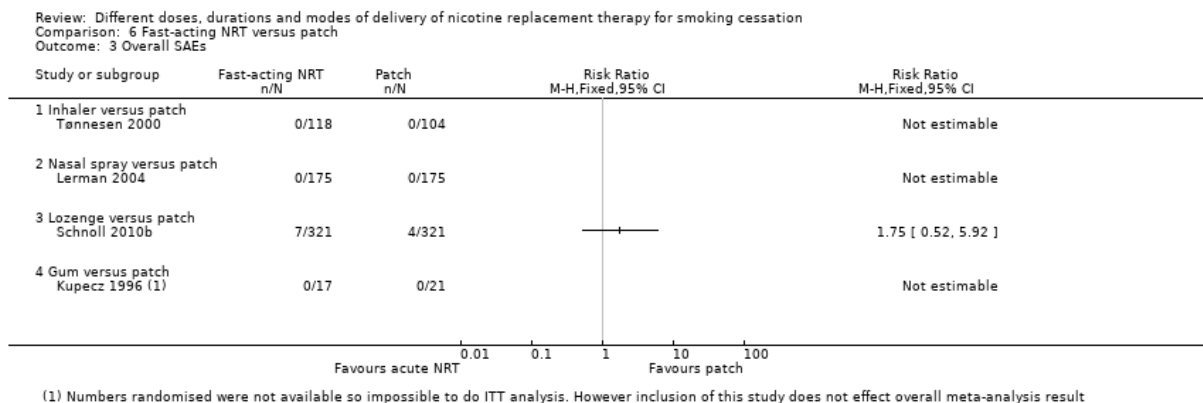 Review: Different doses, durations and modes of delivery of nicotine replacement therapy for smoking cessation
Comparison: 6 Fast-acting NRT versus patch
Outcome: 3 Overall SAEs
Study or subgroup Fast-acting NRT Patch Risk Ratio Risk Ratio
n/N n/N M-H,Fixed,95% CI M-H,Fixed,95% CI
1 Inhaler versus patch
Tønnesen 2000 0/118 0/104 Not estimable
2 Nasal spray versus patch
Lerman 2004 0/175 0/175 Not estimable
3 Lozenge versus patch
Schnoll 2010b 7/321 4/321 1.75 [ 0.52, 5.92 ]
4 Gum versus patch
Kupecz 1996 (1) 0/17 0/21 Not estimable
0.01 0.1 1 10 100
Favours acute NRT Favours patch
(1) Numbers randomised were not available so impossible to do ITT analysis. However inclusion of this study does not effect overall meta-analysis result